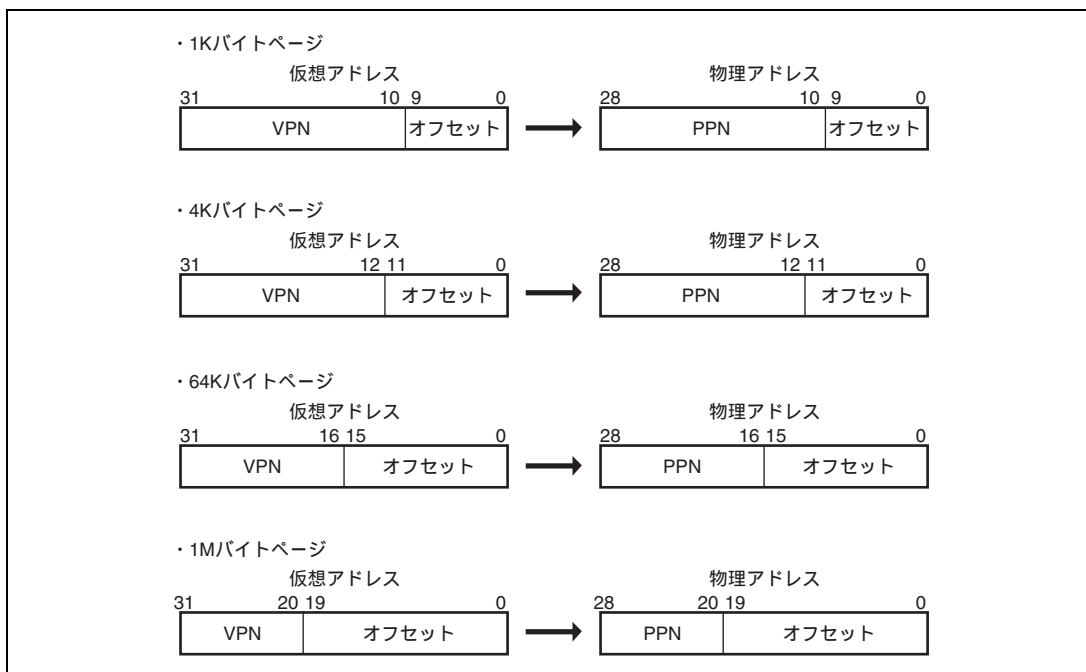 ・1Kバイトページ
仮想アドレス 物理アドレス
31 10 9 0 28 10 9 0
VPN オフセット PPN オフセット
・4Kバイトページ
仮想アドレス 物理アドレス
31 12 11 0 28 12 11 0
VPN オフセット PPN オフセット
・64Kバイトページ
仮想アドレス 物理アドレス
31 16 15 0 28 16 15 0
VPN オフセット PPN オフセット
・1Mバイトページ
仮想アドレス 物理アドレス
31 20 19 0 28 20 19 0
VPN オフセット PPN オフセット